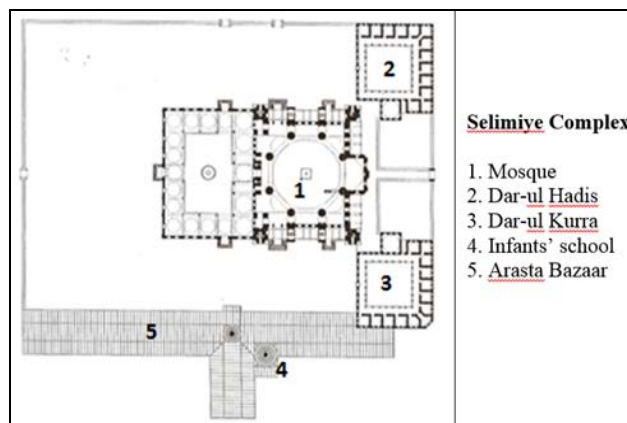 2
1
3
5
4
Selimiye Complex
1. Mosque
2. Dar-ul Hadis
3. Dar-ul Kurra
4. Infants’ school
5. Arasta Bazaar